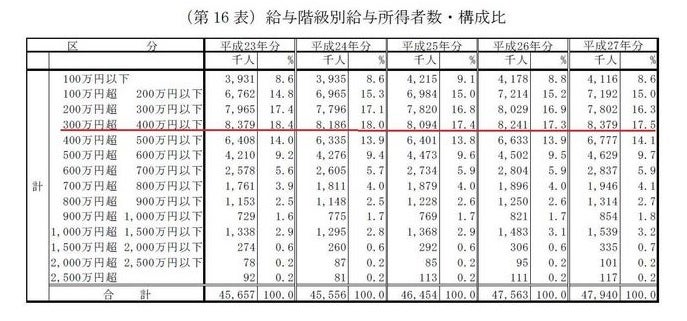 (第 16 表) 給与階級別給与所得者数・構成比
区 分 平成23年分 平成24年分 平成25年分 平成26年分 平成27年分
千人 % 千人 % 千人 % 千人 % 千人 %
100万円以下 3,931 8.6 3,935 8.6 4,215 9.1 4,178 8.8 4,116 8.6
100万円超 200万円以下 6,762 14.8 6,965 15.3 6,984 15.0 7,214 15.2 7,192 15.0
200万円超 300万円以下 7,965 17.4 7,796 17.1 7,820 16.8 8,029 16.9 7,802 16.3
300万円超 400万円以下 8,379 18.4 8,186 18.0 8,094 17.4 8,241 17.3 8,379 17.5
400万円超 500万円以下 6,408 14.0 6,335 13.9 6,401 13.8 6,633 13.9 6,777 14.1
500万円超 600万円以下 4,210 9.2 4,276 9.4 4,473 9.6 4,502 9.5 4,629 9.7
600万円超 700万円以下 2,578 5.6 2,605 5.7 2,734 5.9 2,804 5.9 2,837 5.9
計 700万円超 800万円以下 1,761 3.9 1,811 4.0 1,879 4.0 1,896 4.0 1,946 4.1
800万円超 900万円以下 1,153 2.5 1,148 2.5 1,228 2.6 1,250 2.6 1,314 2.7
900万円超 1,000万円以下 729 1.6 775 1.7 769 1.7 821 1.7 854 1.8
1,000万円超 1,500万円以下 1,338 2.9 1,295 2.8 1,368 2.9 1,483 3.1 1,539 3.2
1,500万円超 2,000万円以下 274 0.6 260 0.6 292 0.6 306 0.6 335 0.7
2,000万円超 2,500万円以下 78 0.2 87 0.2 85 0.2 95 0.2 101 0.2
2,500万円超 92 0.2 81 0.2 113 0.2 111 0.2 117 0.2
合 計 45,657 100.0 45,556 100.0 46,454 100.0 47,563 100.0 47,940 100.0